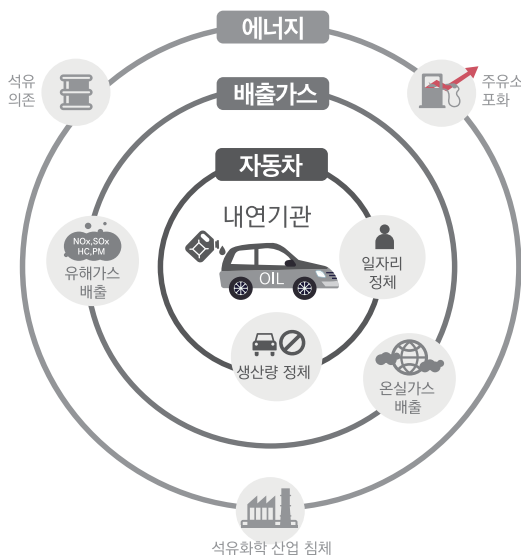 에너지
석유
의존
주유소
포화
배출가스
자동차
내연기관
NOx,SOx
HC,PM
유해가스
배출
OIL
일자리
정체
생산량 정체
온실가스
배출
석유화학 산업 침체